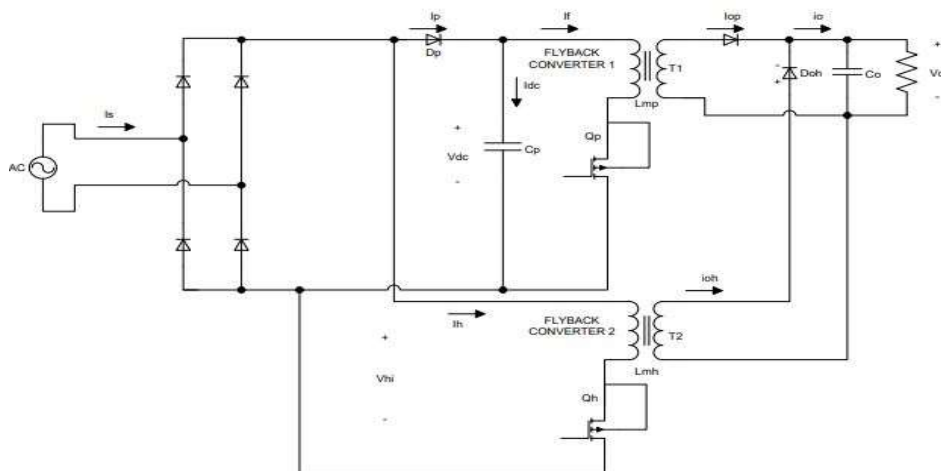 Ip
If
Iop
io
Dp
FLYBACK
CONVERTER 1
T1
Lmp
Doh
-
+
Co
+
Vo
-
Idc
Is
AC
+
Vdc
-
Cp
Qp
ioh
Ih
FLYBACK
CONVERTER 2
T2
Lmh
+
Vhi
-
Qh